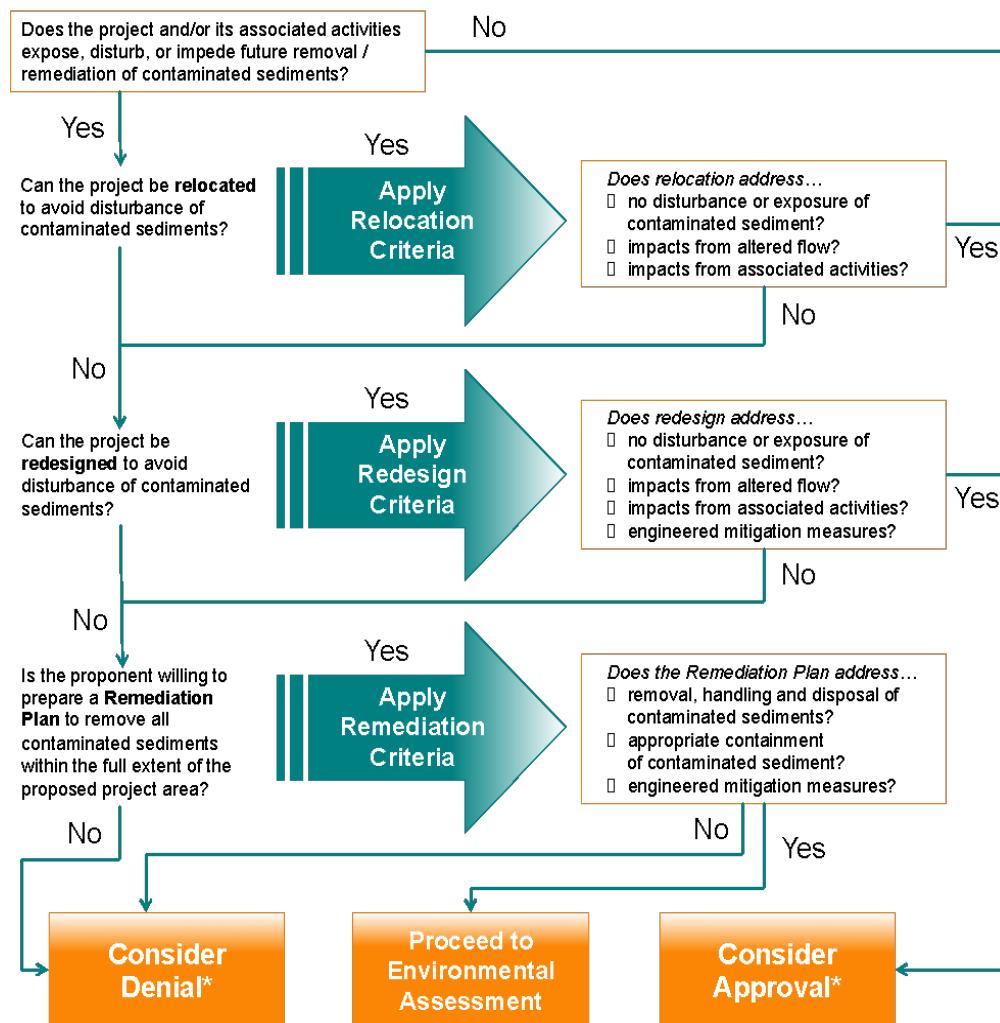 Does the project and/or its associated activities
expose, disturb, or impede future removal /
remediation of contaminated sediments?
No
Yes
Can the project be relocated
to avoid disturbance of
contaminated sediments?
Yes
Apply
Relocation
Criteria
Does relocation address…
▯ no disturbance or exposure of
contaminated sediment?
▯ impacts from altered flow?
▯ impacts from associated activities?
Yes
No
No
Can the project be
redesigned to avoid
disturbance of contaminated
sediments?
Yes
Apply
Redesign
Criteria
Does redesign address…
▯ no disturbance or exposure of
contaminated sediment?
▯ impacts from altered flow?
▯ impacts from associated activities?
▯ engineered mitigation measures?
Yes
No
No
Is the proponent willing to
prepare a Remediation
Plan to remove all
contaminated sediments
within the full extent of the
proposed project area?
Yes
Apply
Remediation
Criteria
Does the Remediation Plan address…
▯ removal, handling and disposal of
contaminated sediments?
▯ appropriate containment
of contaminated sediment?
▯ engineered mitigation measures?
No
No
Yes
Consider
Denial*
Proceed to
Environmental
Assessment
Consider
Approval*